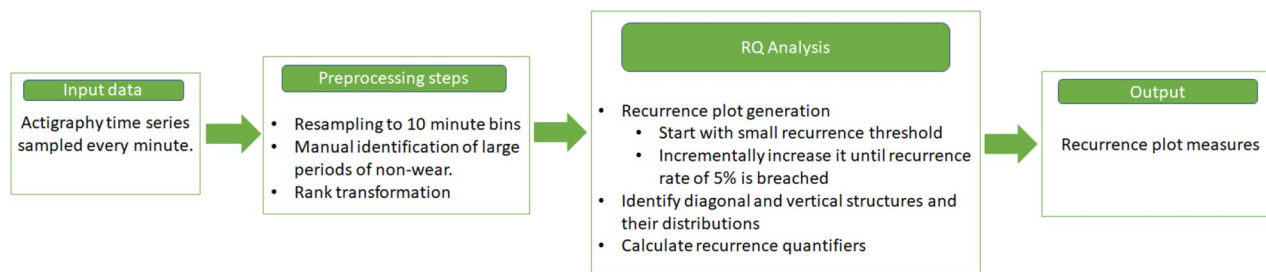 Input data
Actigraphy time series
sampled every minute.
Preprocessing steps
• Resampling to 10 minute bins
• Manual identification of large
periods of non-wear.
• Rank transformation
RQ Analysis
• Recurrence plot generation
• Start with small recurrence threshold
• Incrementally increase it until recurrence
rate of 5% is breached
• Identify diagonal and vertical structures and
their distributions
• Calculate recurrence quantifiers
Output
Recurrence plot measures